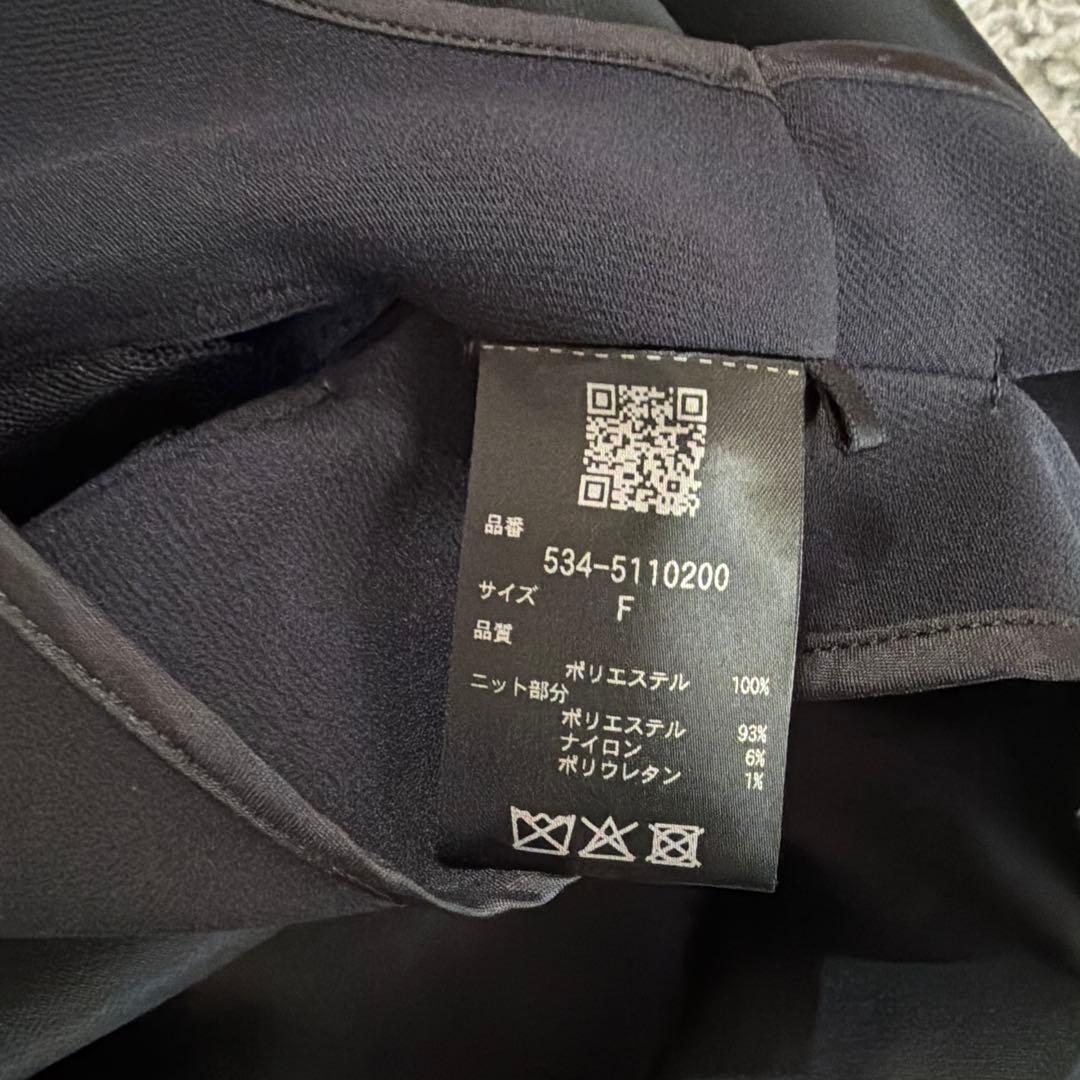 品番
534-5110200
サイズ F
品質
ポリエステル 100%
ニット部分
ポリエステル 93%
ナイロン 6%
ポリウレタン 1%